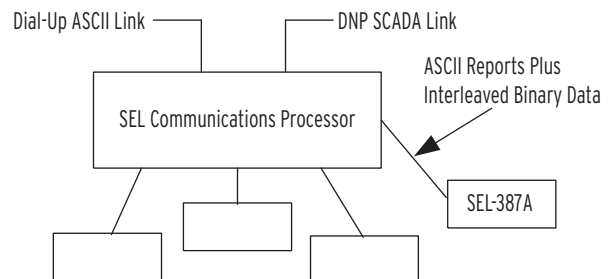 Dial-Up ASCII Link
DNP SCADA Link
ASCII Reports Plus
Interleaved Binary Data
SEL Communications Processor
SEL-387A